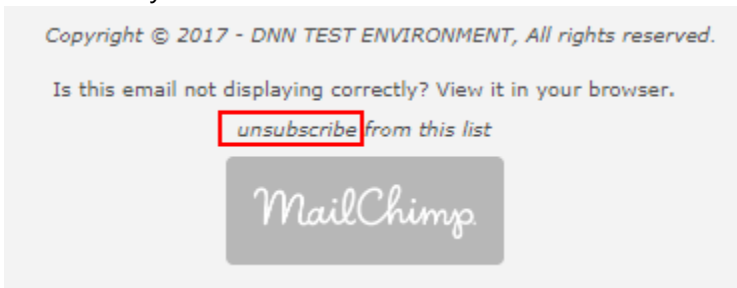 Copyright © 2017 - DNN TEST ENVIRONMENT, All rights reserved.
Is this email not displaying correctly? View it in your browser.
unsubscribe from this list
MailChimp.